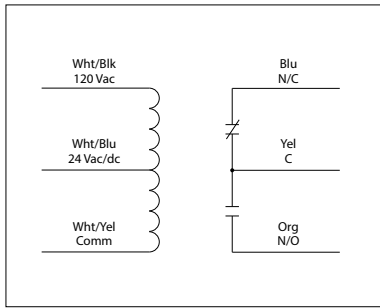 Wht/Blk
120 Vac
Wht/Blu
24 Vac/dc
Wht/Yel
Comm
Blu
N/C
Yel
C
Org
N/O